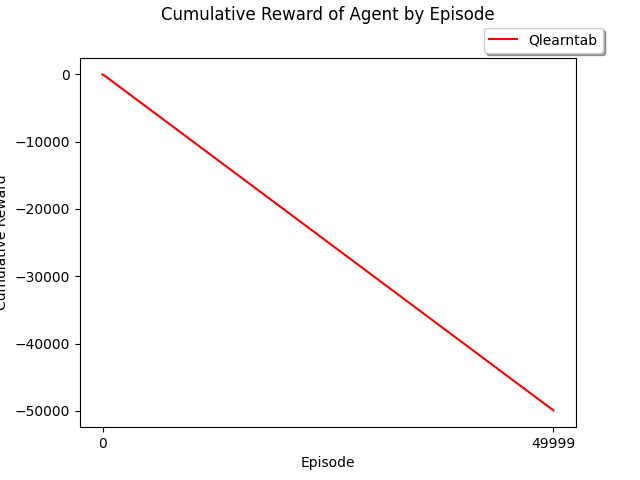 Cumulative Reward of Agent by Episode
Qlearntab
0
−10000
−20000
−30000
−40000
−50000
Cumulative Reward
0
49999
Episode